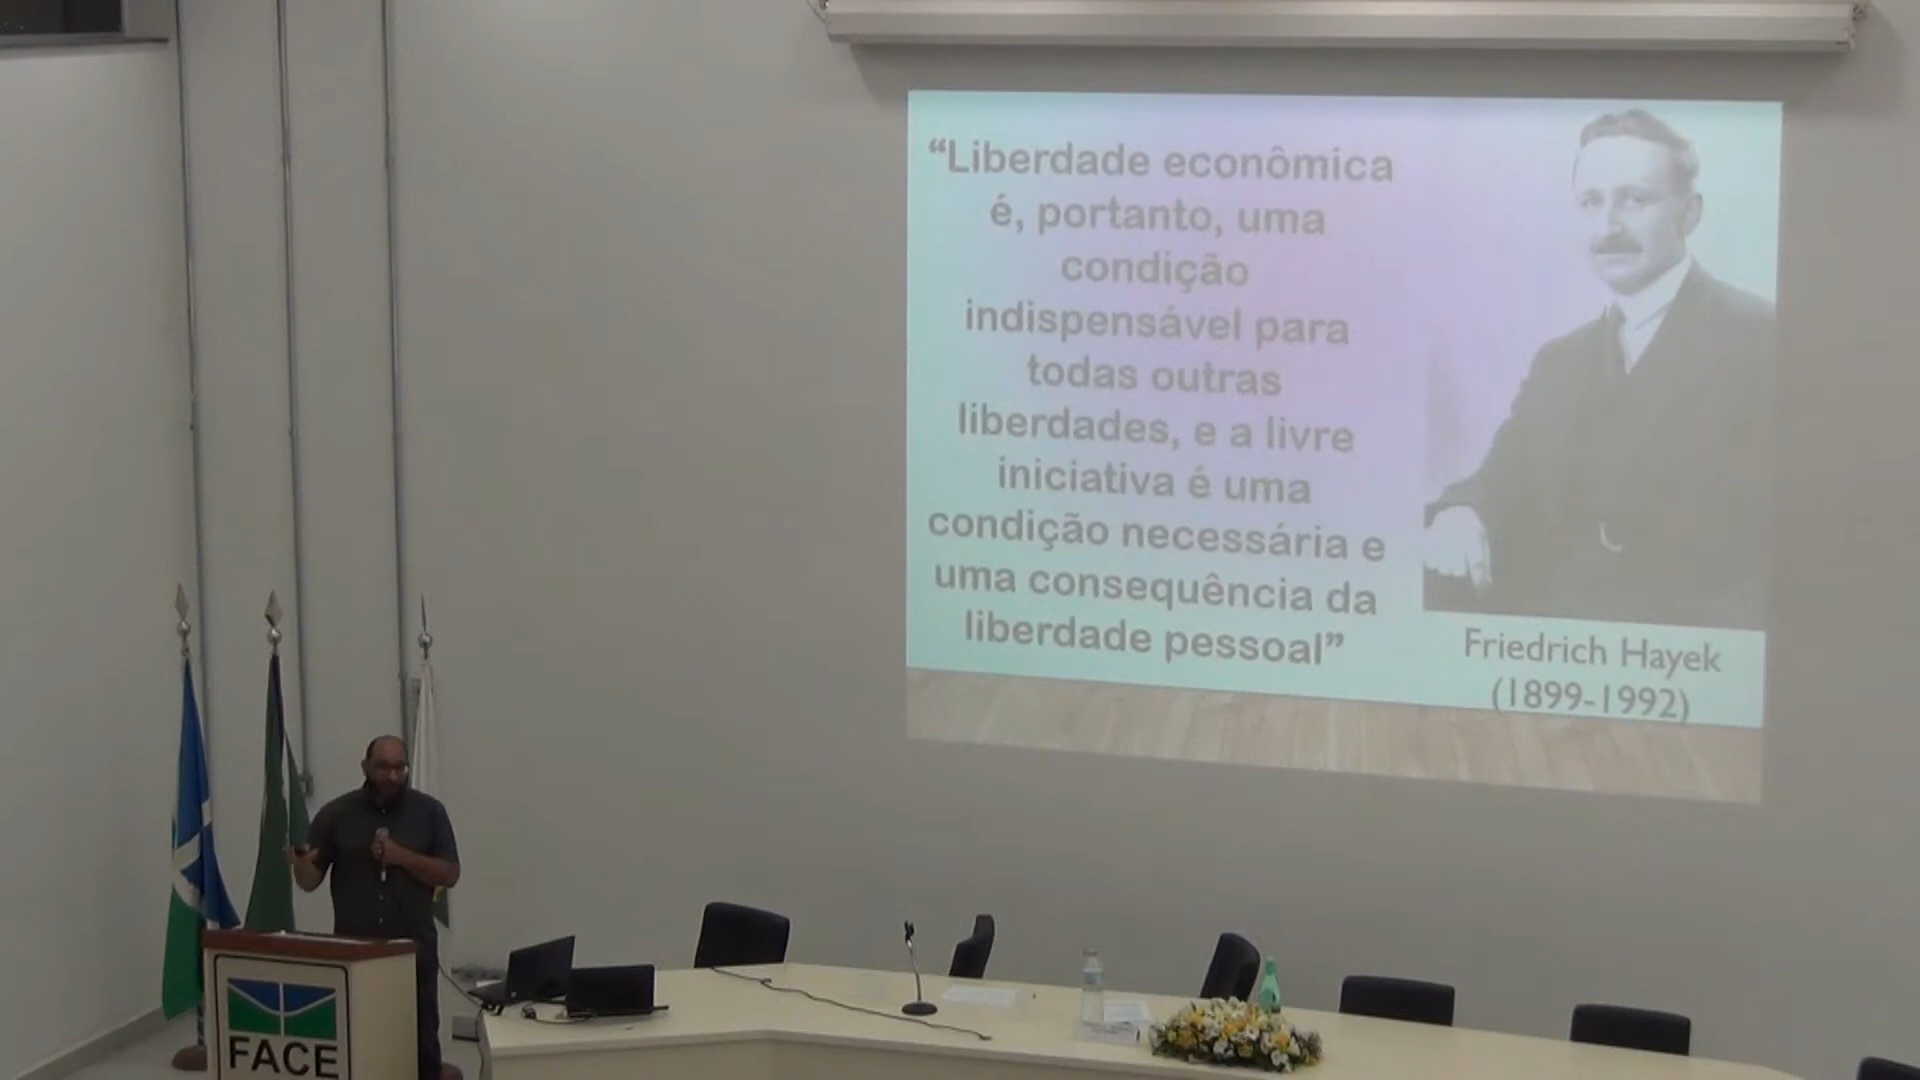 “Liberdade econômica
é, portanto, uma
condição
indispensável para
todas outras
liberdades, e a livre
iniciativa é uma
condição necessária e
uma consequência da
liberdade pessoal”
Friedrich Hayek
(1899-1992)
FACE